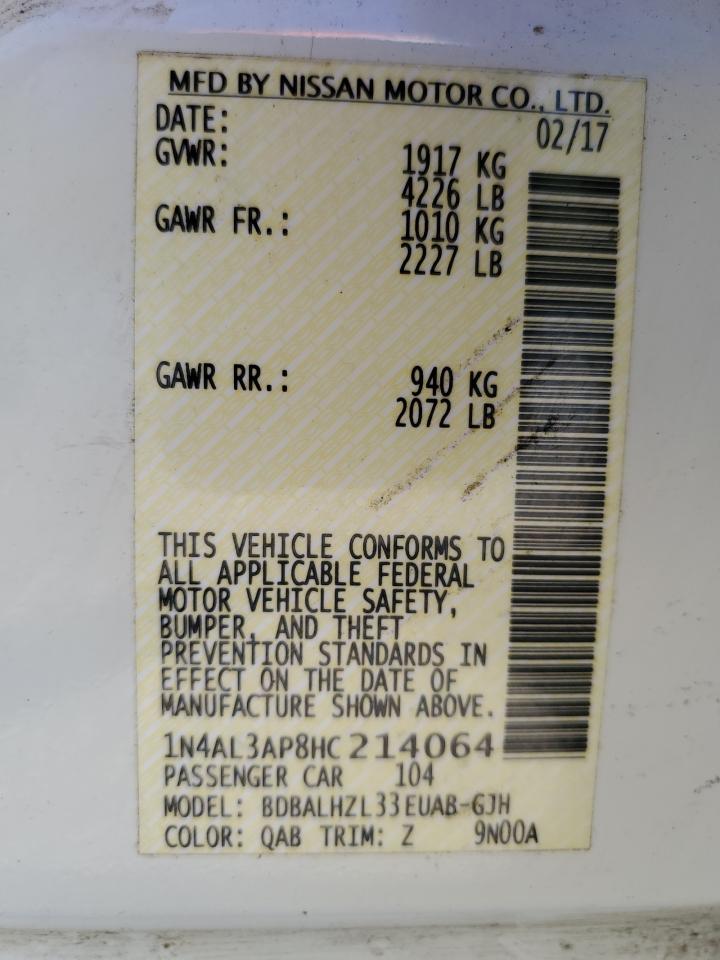 MFD BY NISSAN MOTOR CO., LTD.
DATE: 02/17
GVWR: 1917 KG
4226 LB
GAWR FR.: 1010 KG
2227 LB
GAWR RR.: 940 KG
2072 LB
THIS VEHICLE CONFORMS TO
ALL APPLICABLE FEDERAL
MOTOR VEHICLE SAFETY,
BUMPER, AND THEFT
PREVENTION STANDARDS IN
EFFECT ON THE DATE OF
MANUFACTURE SHOWN ABOVE.
1N4AL3AP8HC214064
PASSENGER CAR 104
MODEL: BDBALHZL33EUAB-GJH
COLOR: QAB TRIM: Z 9N00A